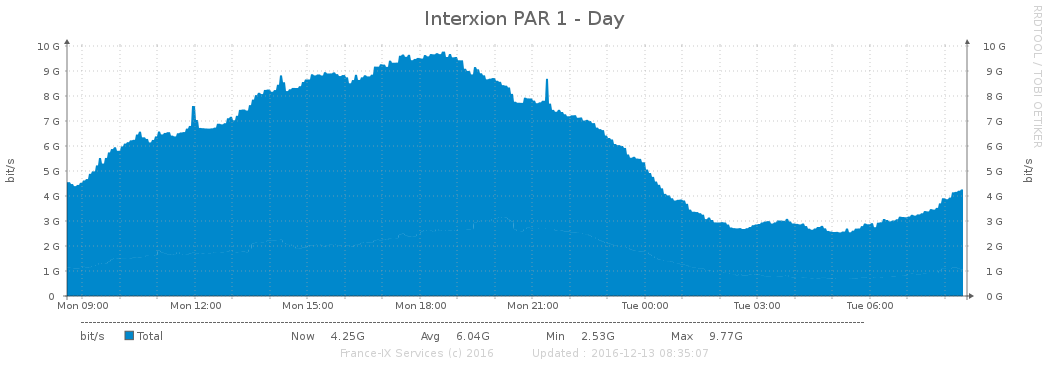 Interxion PAR 1 - Day
RRDTOOL / TOBI OETIKER
bit/s
10 G 10 G
9 G 9 G
8 G 8 G
7 G 7 G
6 G 6 G
5 G 5 G
4 G 4 G
3 G 3 G
2 G 2 G
1 G 1 G
0 0 G
bit/s
Mon 09:00 Mon 12:00 Mon 15:00 Mon 18:00 Mon 21:00 Tue 00:00 Tue 03:00 Tue 06:00
bit/s Total Now 4.25G Avg 6.04G Min 2.53G Max 9.77G
France-IX Services (c) 2016 Updated : 2016-12-13 08:35:07